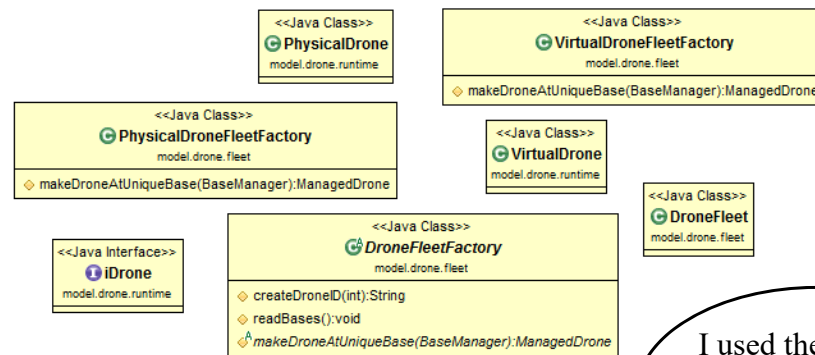 <<Java Class>>
PhysicalDrone
model.drone.runtime
<<Java Class>>
VirtualDroneFleetFactory
model.drone.fleet
makeDroneAtUniqueBase(BaseManager):ManagedDrone
<<Java Class>>
PhysicalDroneFleetFactory
model.drone.fleet
makeDroneAtUniqueBase(BaseManager):ManagedDrone
<<Java Class>>
VirtualDrone
model.drone.runtime
<<Java Class>>
DroneFleet
model.drone.fleet
<<Java Interface>>
iDrone
model.drone.runtime
<<Java Class>>
DroneFleetFactory
model.drone.fleet
createDroneID(int):String
readBases():void
makeDroneAtUniqueBase(BaseManager):ManagedDrone
I used the